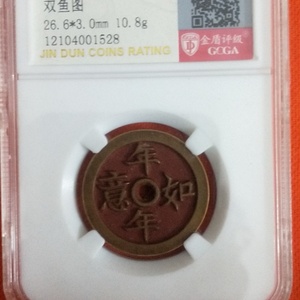 双鱼图
26.6*3.0mm 10.8g
12104001528
JIN DUN COINS RATING
金盾评级
GCGA
年
意 如
年